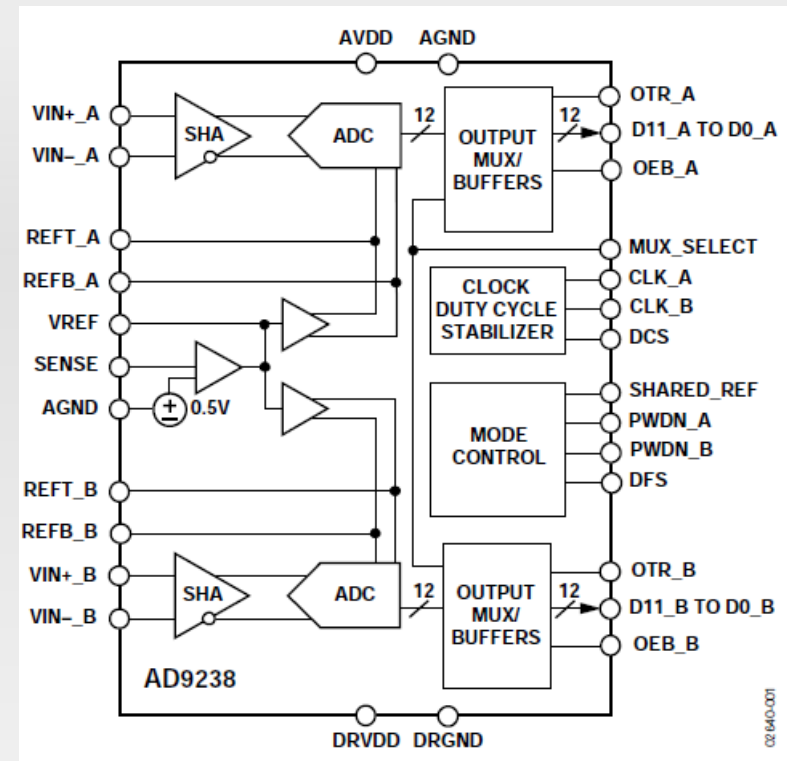 AVDD AGND
VIN+_A
VIN–_A
REFT_A
REFB_A
VREF
SENSE
AGND
REFT_B
REFB_B
VIN+_B
VIN–_B
SHA
ADC
12
OUTPUT
MUX/
BUFFERS
12
0.5V
CLOCK
DUTY CYCLE
STABILIZER
MODE
CONTROL
SHA
ADC
12
OUTPUT
MUX/
BUFFERS
12
OTR_A
D11_A TO D0_A
OEB_A
MUX_SELECT
CLK_A
CLK_B
DCS
SHARED_REF
PWDN_A
PWDN_B
DFS
OTR_B
D11_B TO D0_B
OEB_B
AD9238
DRVDD DRGND
02640-001